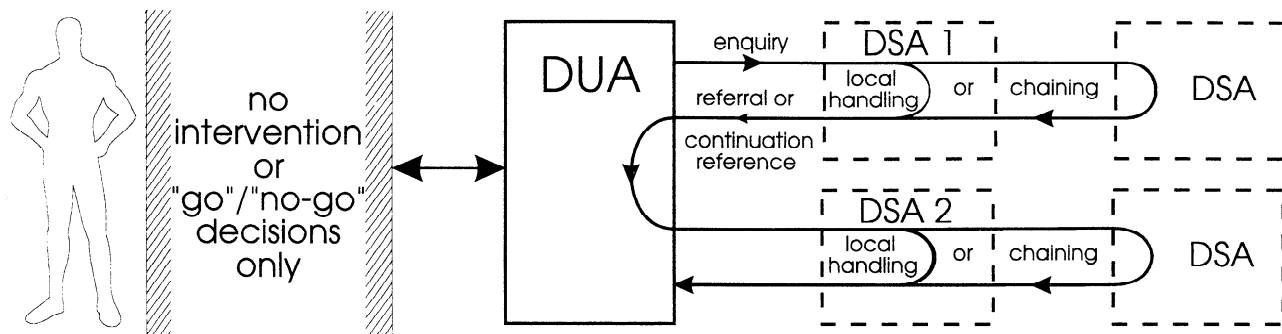 no
intervention
or
"go"/"no-go"
decisions
only
DUA
enquiry
referral or
continuation
reference
DSA 1
local
handling
or
chaining
DSA
DSA 2
local
handling
or
chaining
DSA